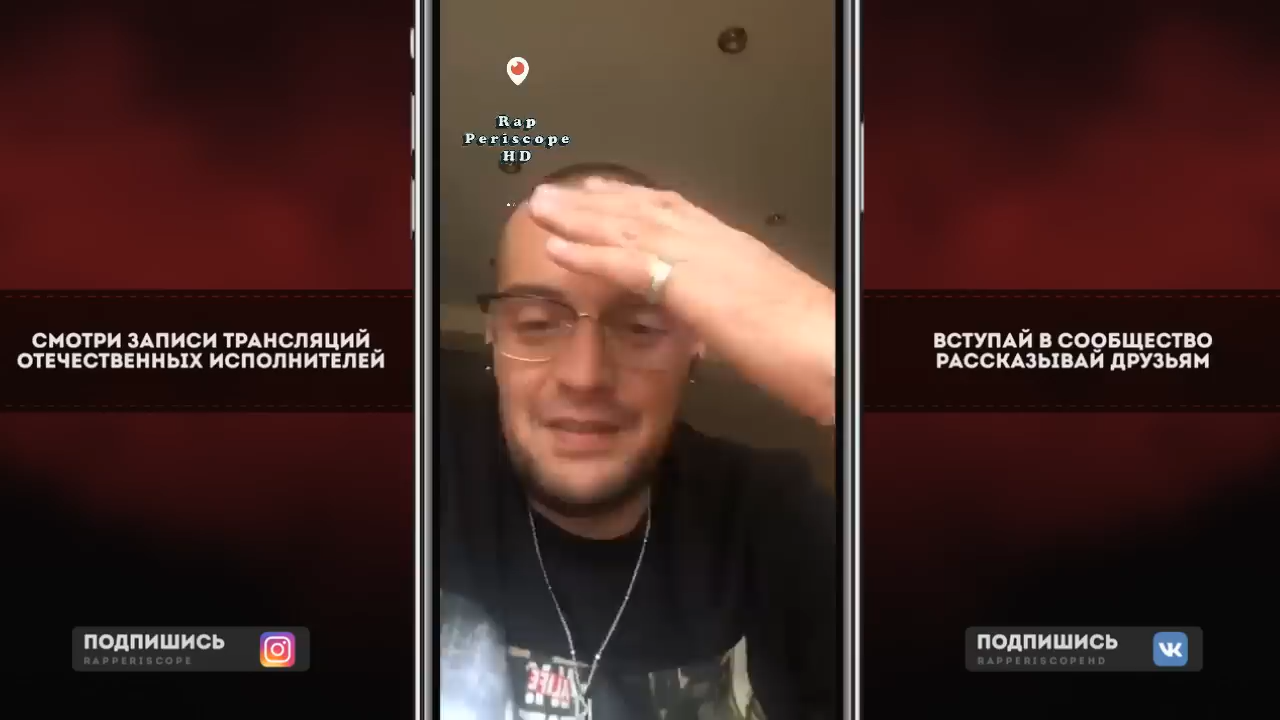 Rap
Periscope
HD
СМОТРИ ЗАПИСИ ТРАНСЛЯЦИЙ
ОТЕЧЕСТВЕННЫХ ИСПОЛНИТЕЛЕЙ
ВСТУПАЙ В СООБЩЕСТВО
РАССКАЗЫВАЙ ДРУЗЬЯМ
ПОДПИШИСЬ
RAPPERISCOPE
ПОДПИШИСЬ
RAPPERISCOPEHD